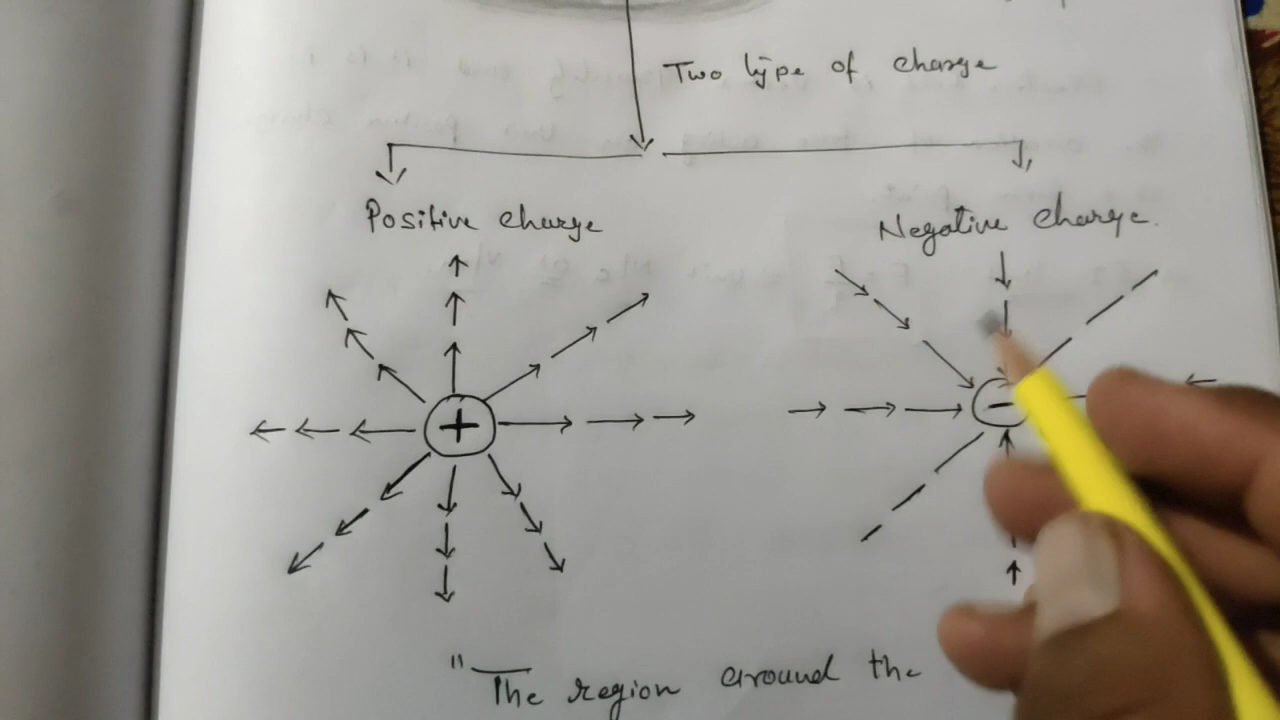 Two type of charge
Positive charge
Negative charge.
+
-
"The region around the